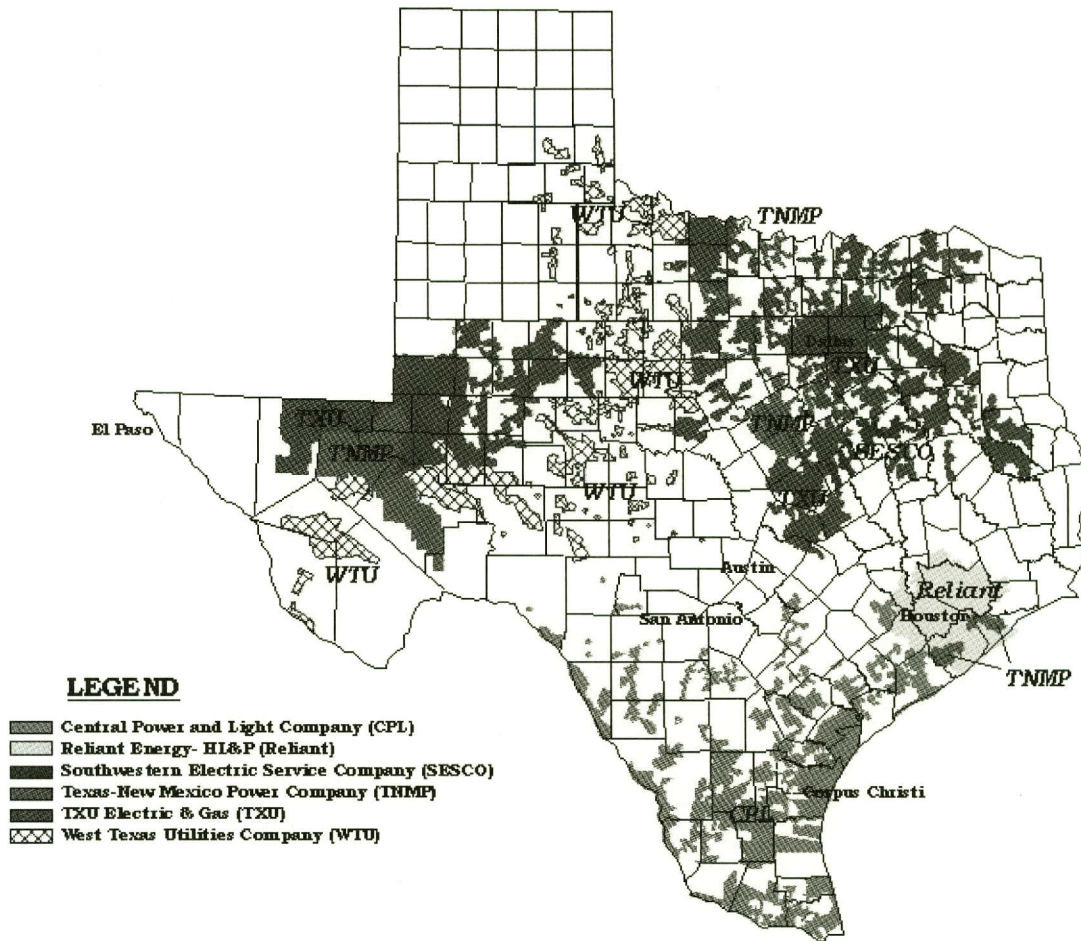 WTU
TNMP
Dallas
TXU
WTU
El Paso
TXU
TNMP
TNMP
SESCO
WTU
TXU
WTU
Austin
Reliant
Houston
San Antonio
TNMP
LEGEND
Central Power and Light Company (CPL)
Reliant Energy- HL&P (Reliant)
Southwestern Electric Service Company (SESCO)
Texas-New Mexico Power Company (TNMP)
TXU Electric & Gas (TXU)
West Texas Utilities Company (WTU)
Corpus Christi
CPL